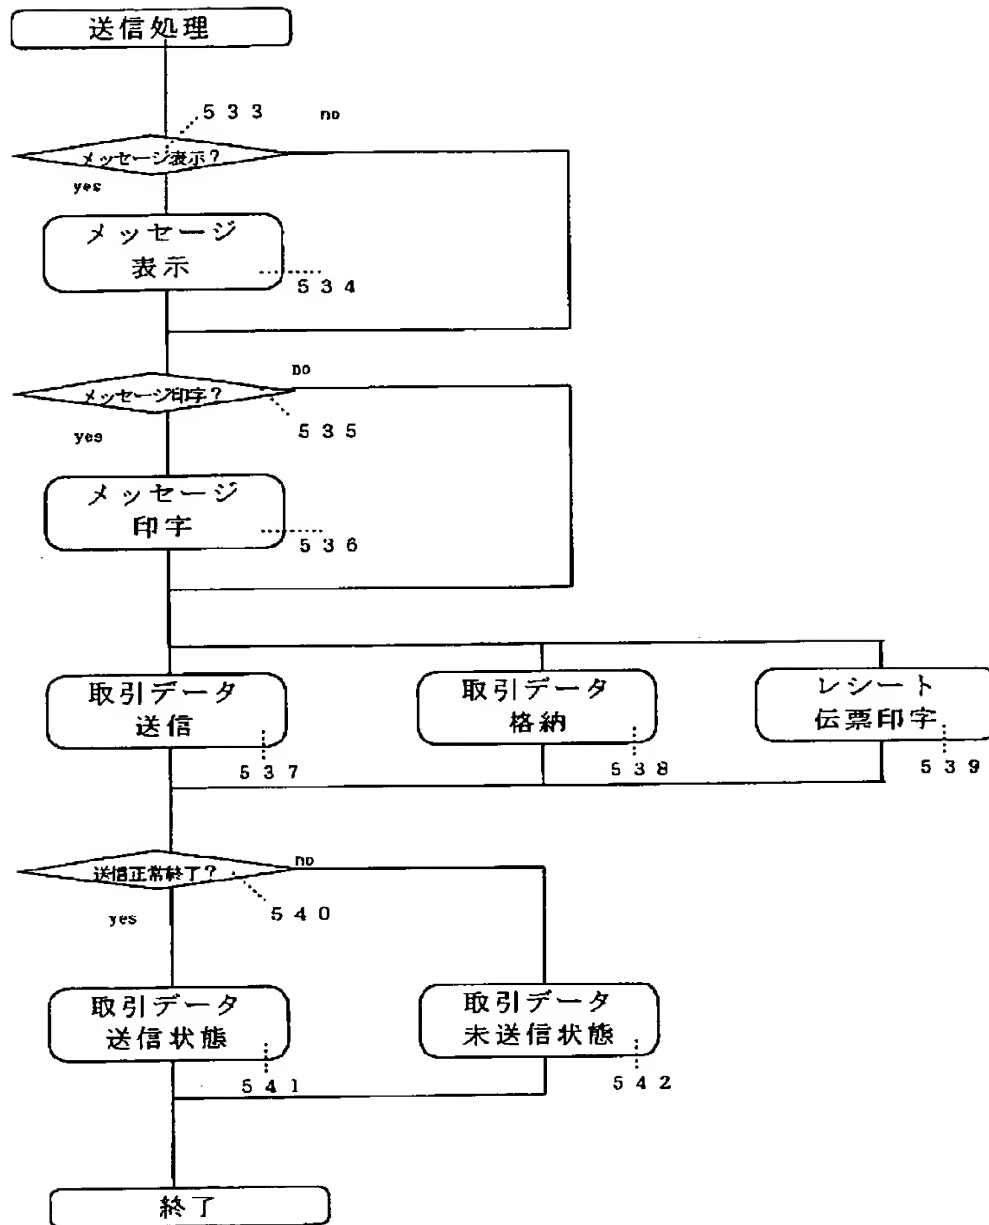 送信処理
５３３
no
メッセージ表示？
yes
メッセージ
表示
５３４
no
メッセージ印字？
５３５
yes
メッセージ
印字
５３６
取引データ
送信
５３７
取引データ
格納
５３８
レシート
伝票印字
５３９
送信正常終了？
no
５４０
yes
取引データ
送信状態
５４１
取引データ
未送信状態
５４２
終了